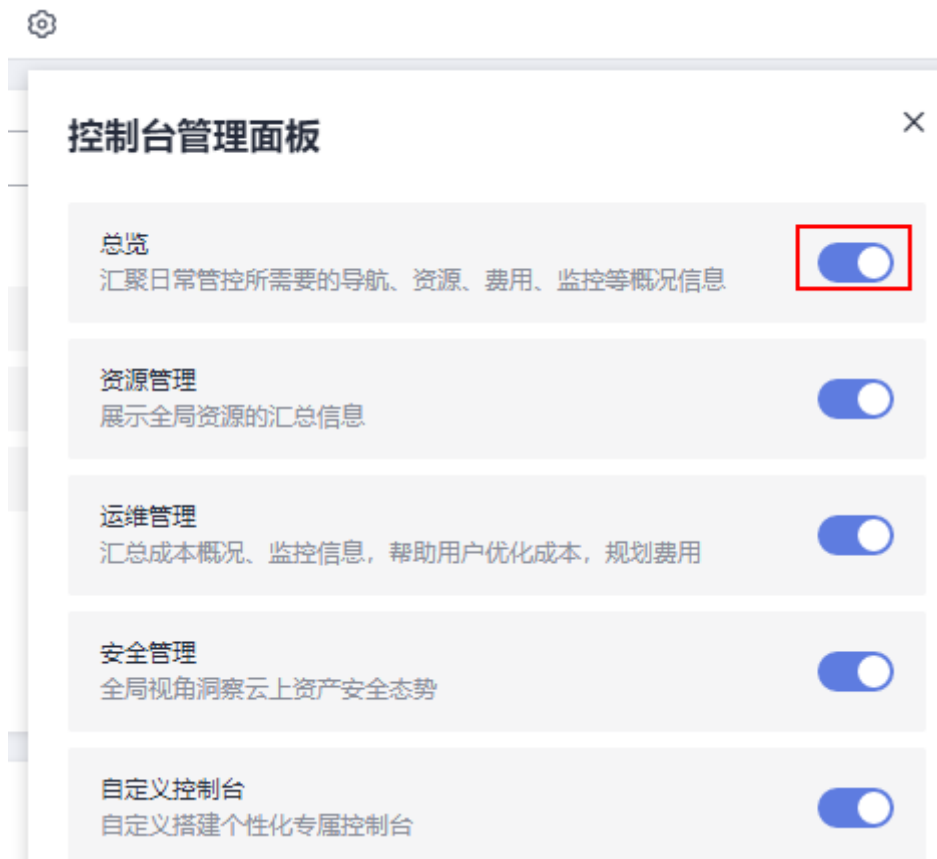 控制台管理面板
总览
汇聚日常管控所需要的导航、资源、费用、监控等概况信息
资源管理
展示全局资源的汇总信息
运维管理
汇总成本概况、监控信息，帮助用户优化成本，规划费用
安全管理
全局视角洞察云上资产安全态势
自定义控制台
自定义搭建个性化专属控制台